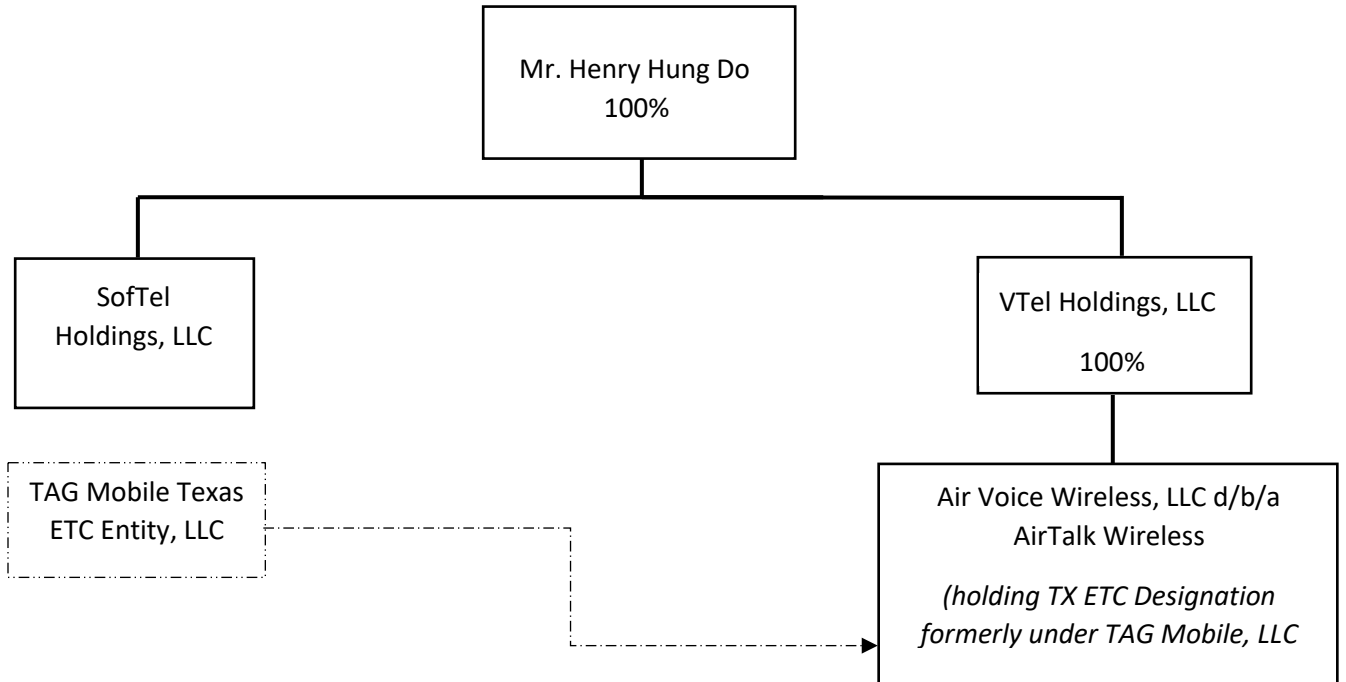 Mr. Henry Hung Do
100%
SofTel
Holdings, LLC
VTel Holdings, LLC
100%
TAG Mobile Texas
ETC Entity, LLC
Air Voice Wireless, LLC d/b/a
AirTalk Wireless
(holding TX ETC Designation
formerly under TAG Mobile, LLC